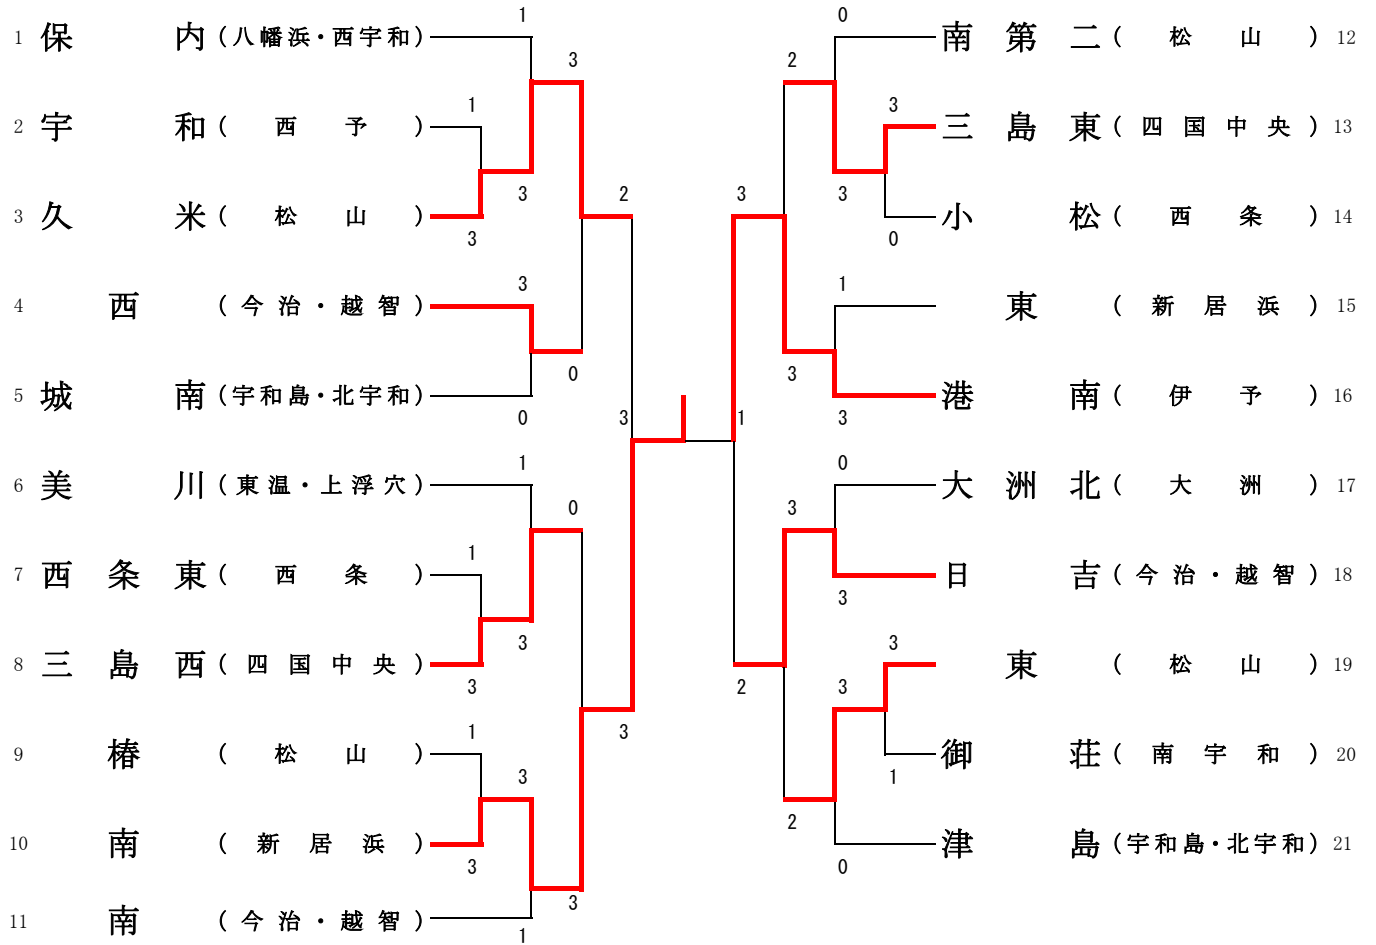 1 保内(八幡浜・西宇和) 1
2 宇和(西予) 1
3 久米(松山) 3
4 西(今治・越智) 3
5 城南(宇和島・北宇和) 0
6 美川(東温・上浮穴) 1
7 西条東(西条) 1
8 三島西(四国中央) 3
9 椿(松山) 1
10 南(新居浜) 3
11 南(今治・越智) 1
3
3
0
2
3
0
3
3
3
3
1
2
3
3
3
2
3
3
2
2
0 南第二(松山) 12
3 三島東(四国中央) 13
0 小松(西条) 14
1 東(新居浜) 15
3 港南(伊予) 16
0 大洲北(大洲) 17
3 日吉(今治・越智) 18
3 東(松山) 19
1 御荘(南宇和) 20
0 津島(宇和島・北宇和) 21